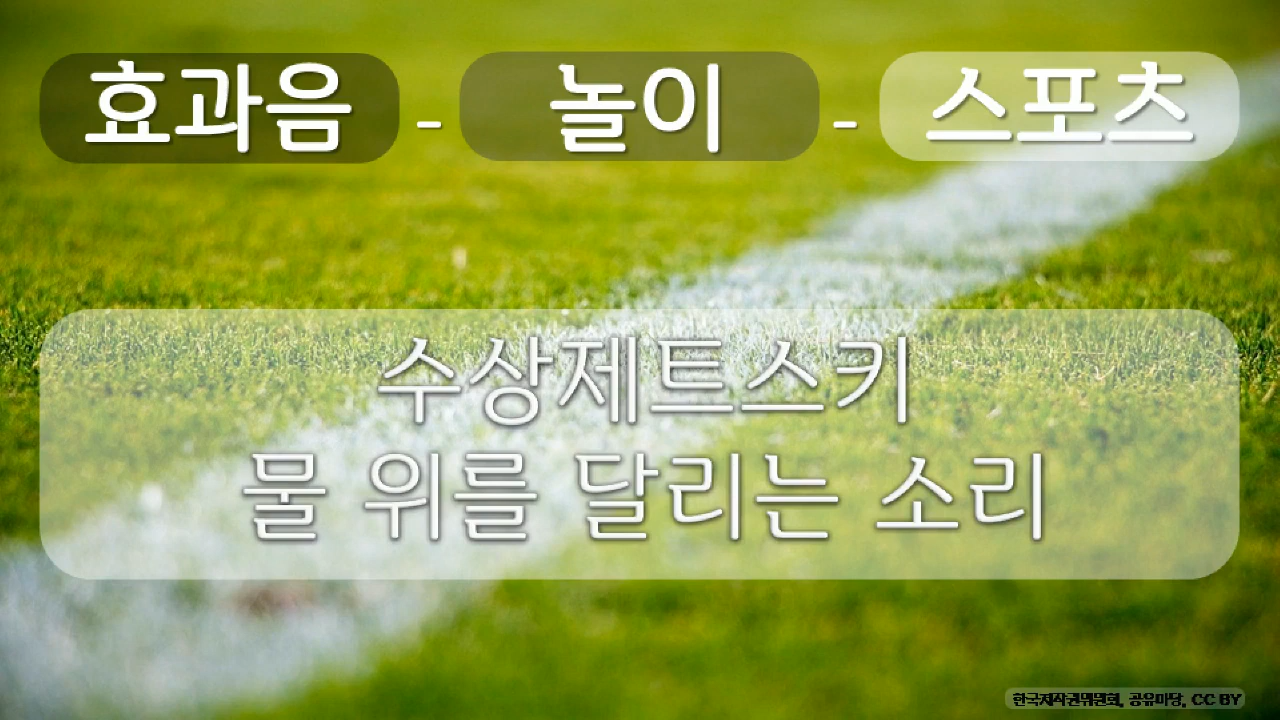 효과음 - 놀이 - 스포츠
수상제트스키
물 위를 달리는 소리
한국저작권위원회, 공유마당, CC BY